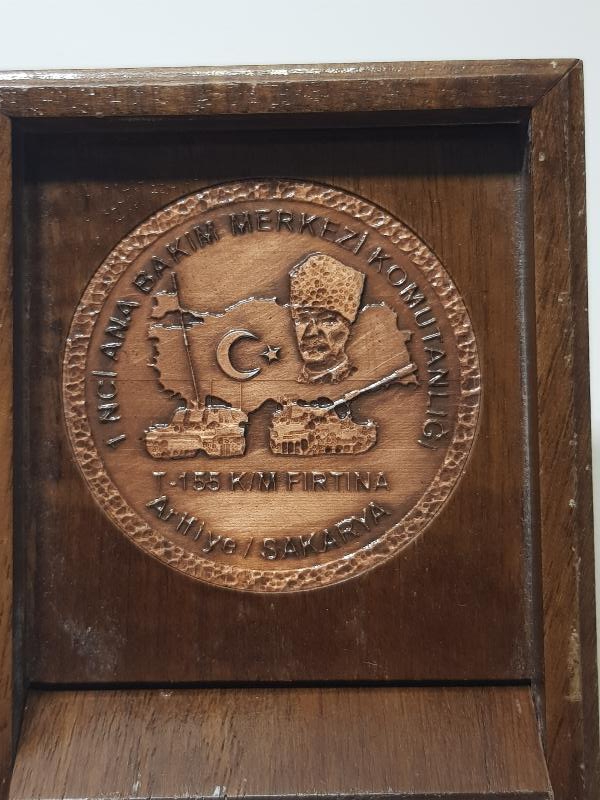 1 NCİ ANA BAKIM MERKEZİ KOMUTANLIĞI
T-155 K/M FIRTINA
Arifiye / SAKARYA